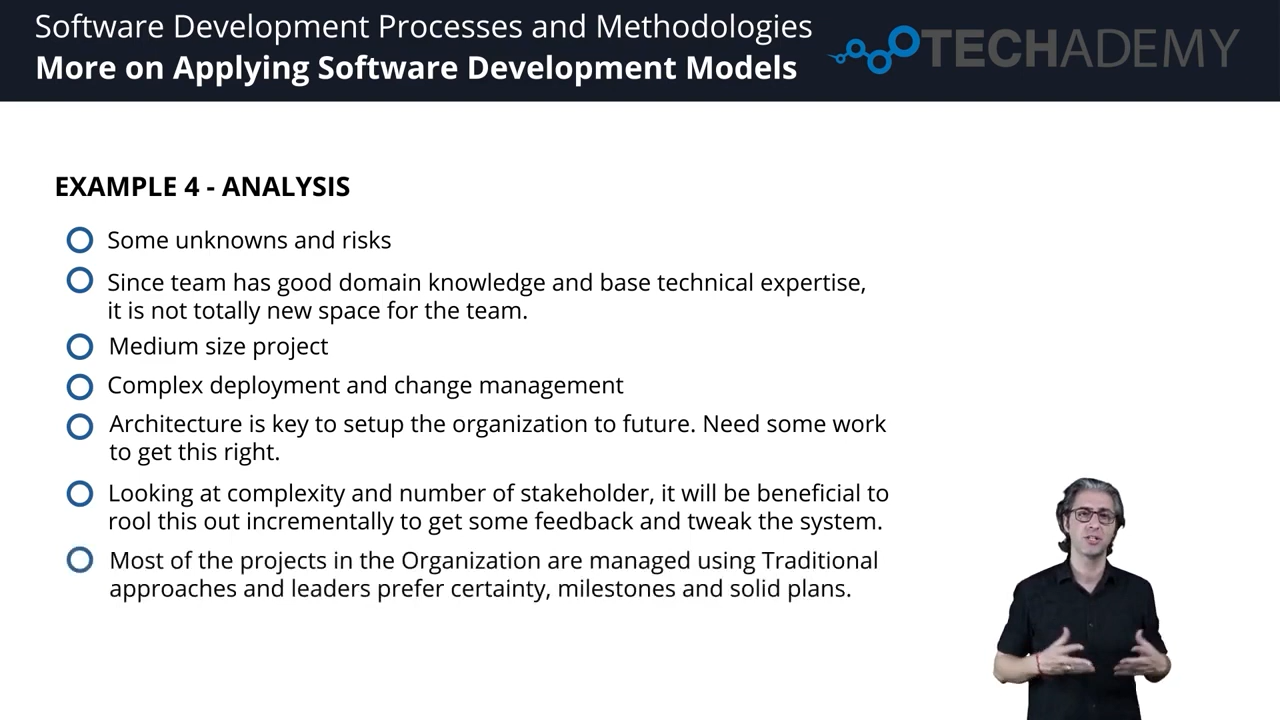 Software Development Processes and Methodologies
More on Applying Software Development Models
TECHADEMY
EXAMPLE 4 - ANALYSIS
Some unknowns and risks
Since team has good domain knowledge and base technical expertise,
it is not totally new space for the team.
Medium size project
Complex deployment and change management
Architecture is key to setup the organization to future. Need some work
to get this right.
Looking at complexity and number of stakeholder, it will be beneficial to
rool this out incrementally to get some feedback and tweak the system.
Most of the projects in the Organization are managed using Traditional
approaches and leaders prefer certainty, milestones and solid plans.